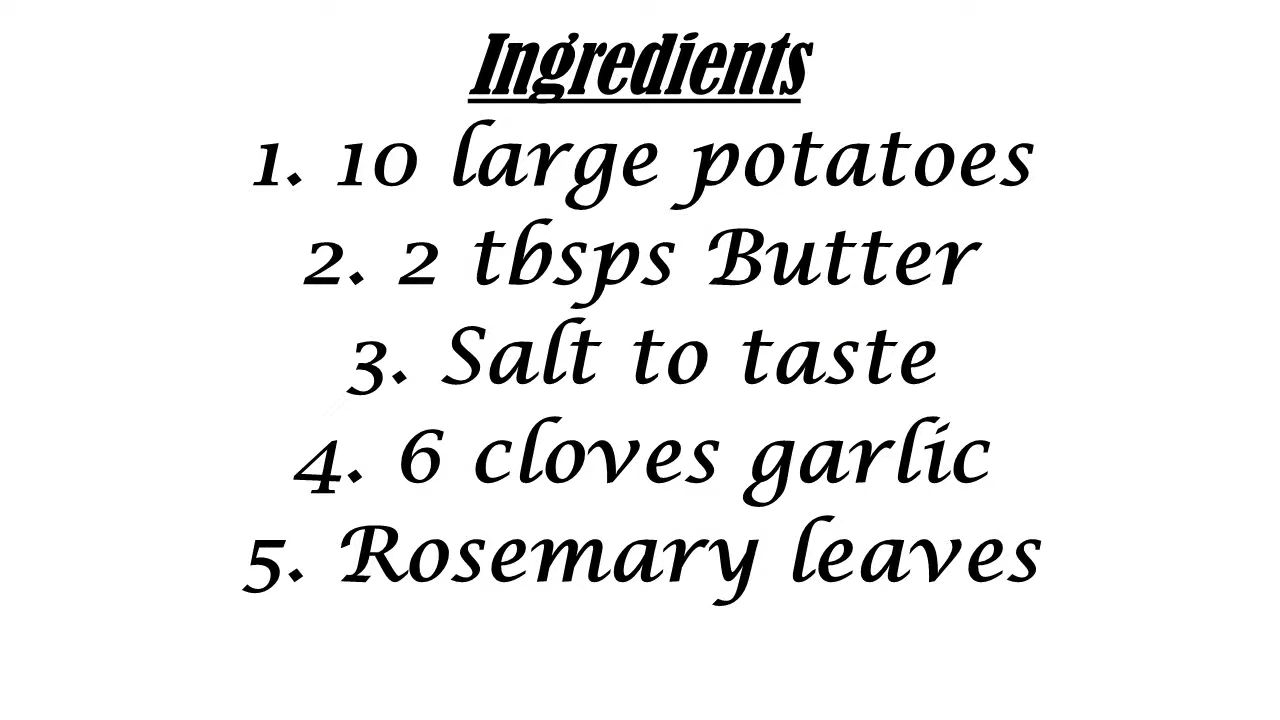 Ingredients
1. 10 large potatoes
2. 2 tbsps Butter
3. Salt to taste
4. 6 cloves garlic
5. Rosemary leaves